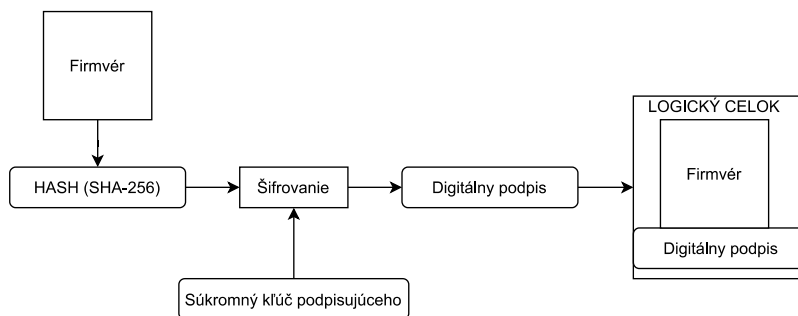 Firmvér
HASH (SHA-256)
Šifrovanie
Digitálny podpis
Súkromný kľúč podpisujúceho
LOGICKÝ CELOK
Firmvér
Digitálny podpis